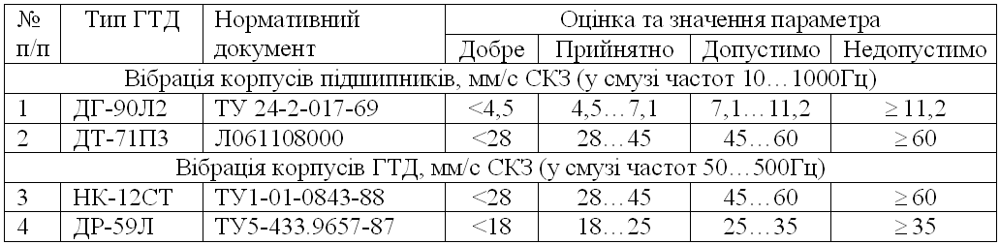 № п/п Тип ГТД Нормативний документ Оцінка та значення параметра
Добре Прийнятно Допустимо Недопустимо
Вібрація корпусів підшипників, мм/с СКЗ (у смузі частот 10…1000Гц)
1 ДГ-90Л2 ТУ 24-2-017-69 <4,5 4,5…7,1 7,1…11,2 ≥11,2
2 ДТ-71П3 Л061108000 <28 28…45 45…60 ≥60
Вібрація корпусів ГТД, мм/с СКЗ (у смузі частот 50…500Гц)
3 НК-12СТ ТУ1-01-0843-88 <28 28…45 45…60 ≥60
4 ДР-59Л ТУ5-433.9657-87 <18 18…25 25…35 ≥35